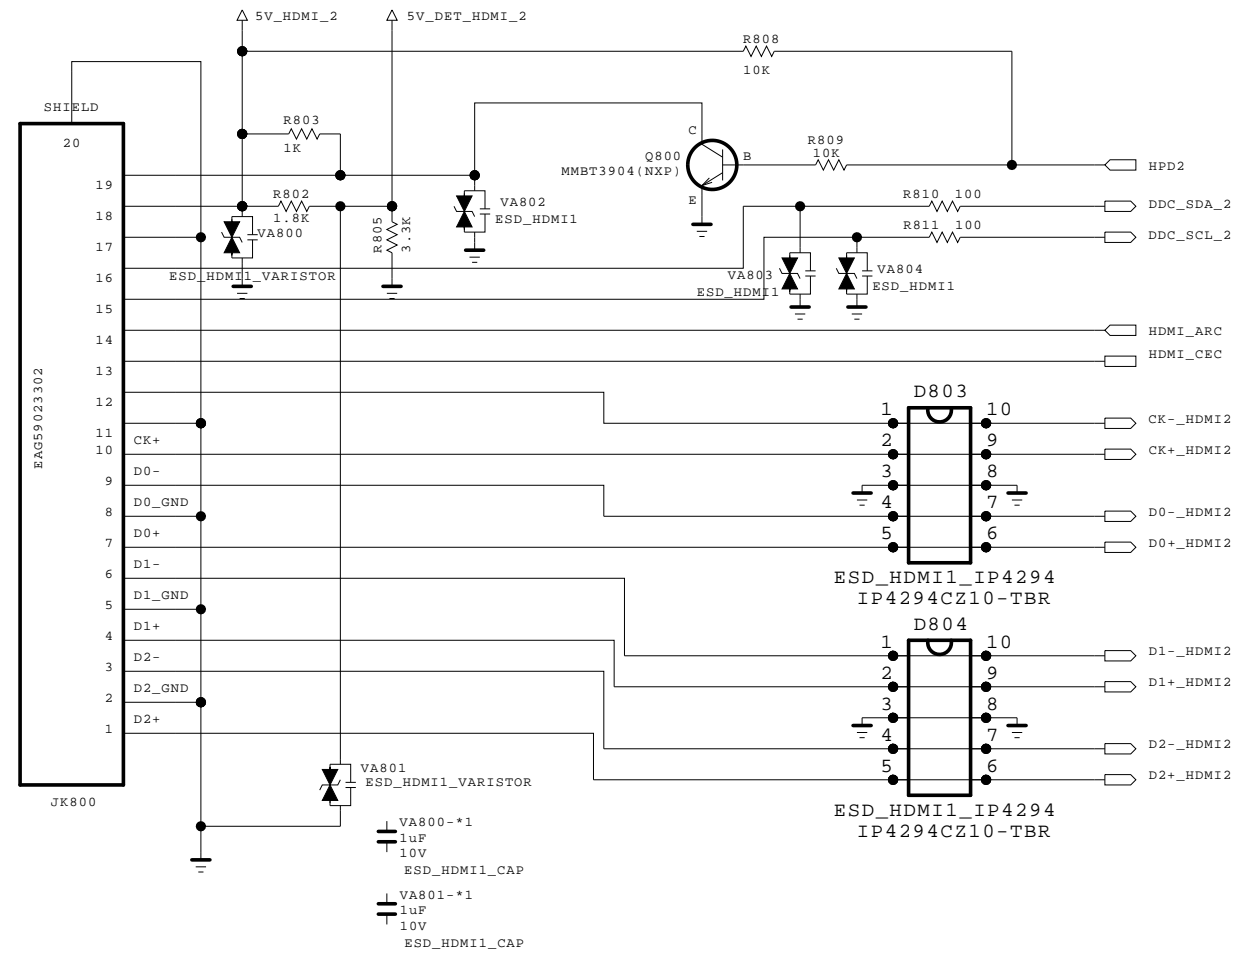 5V_HDMI_2
5V_DET_HDMI_2
R808
10K
SHIELD
20
R803
1K
C
Q800
MMBT3904(NXP)
B
E
R809
10K
HPD2
19
VA802
ESD_HDMI1
R810 100
DDC_SDA_2
18
R802
1.8K
VA800
R805
3.3K
R811 100
DDC_SCL_2
17
ESD_HDMI1_VARISTOR
VA803
ESD_HDMI1
VA804
ESD_HDMI1
16
15
14
HDMI_ARC
13
HDMI_CEC
EAG59023302
12
11
CK+
10
D0-
9
D0_GND
8
D0+
7
D1-
6
D1_GND
5
D1+
4
D2-
3
D2_GND
2
D2+
1
JK800
D803
1
10
CK-_HDMI2
2
9
CK+_HDMI2
3
8
4
7
D0-_HDMI2
5
6
D0+_HDMI2
ESD_HDMI1_IP4294
IP4294CZ10-TBR
D804
1
10
D1-_HDMI2
2
9
D1+_HDMI2
3
8
4
7
D2-_HDMI2
5
6
D2+_HDMI2
ESD_HDMI1_IP4294
IP4294CZ10-TBR
VA801
ESD_HDMI1_VARISTOR
VA800-*1
1uF
10V
ESD_HDMI1_CAP
VA801-*1
1uF
10V
ESD_HDMI1_CAP